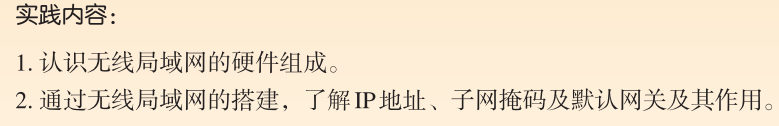 实践内容：
1. 认识无线局域网的硬件组成。
2. 通过无线局域网的搭建，了解IP地址、子网掩码及默认网关及其作用。